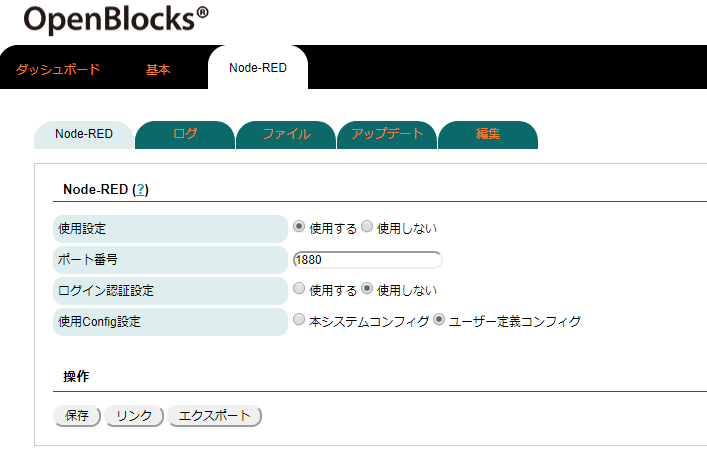 OpenBlocks®
ダッシュボード 基本 Node-RED
Node-RED ログ ファイル アップデート 編集
Node-RED (?)
使用設定 使用する 使用しない
ポート番号 1880
ログイン認証設定 使用する 使用しない
使用Config設定 本システムコンフィグ ユーザー定義コンフィグ
操作
保存 リンク エクスポート